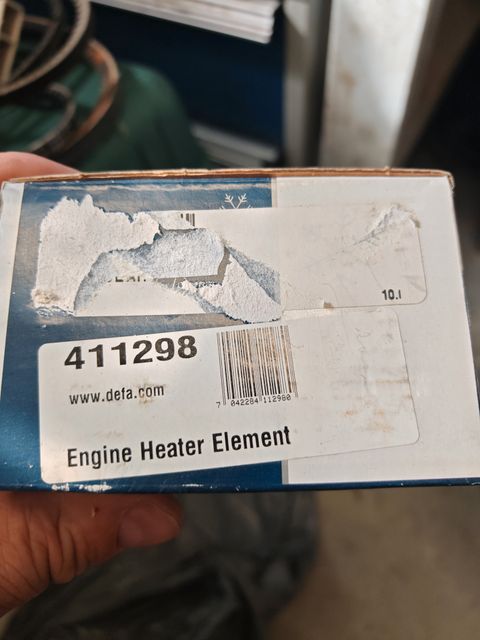 10.1
411298
www.defa.com
7 042284 112980
Engine Heater Element